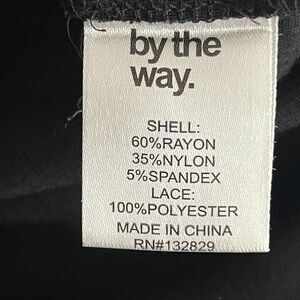 by the
way.
SHELL:
60%RAYON
35%NYLON
5%SPANDEX
LACE:
100%POLYESTER
MADE IN CHINA
RN#132829